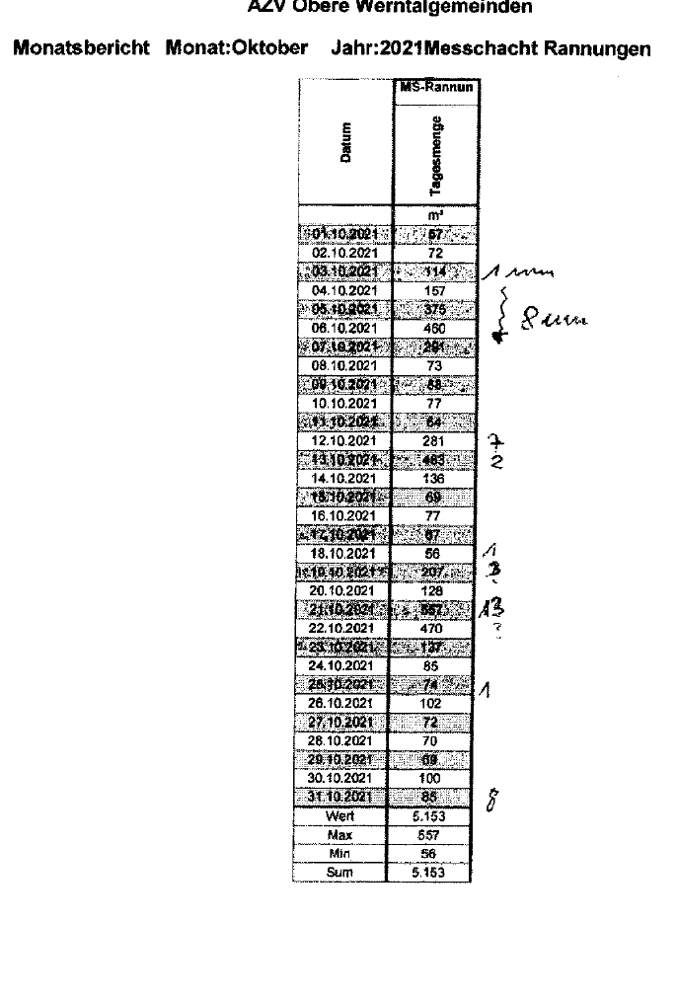 AZV Obere Werntalgemeinden
Monatsbericht Monat:Oktober Jahr:2021Messchacht Rannungen
Datum MS-Rannun Tagesmenge
m³
01.10.2021
02.10.2021 72
03.10.2021 114 1 mm
04.10.2021 157
05.10.2021 375 8 mm
06.10.2021 460
07.10.2021
08.10.2021 73
09.10.2021
10.10.2021 77
11.10.2021 64
12.10.2021 281 7
13.10.2021 2
14.10.2021 136
15.10.2021 69
16.10.2021 77
17.10.2021
18.10.2021 56 1
19.10.2021 207 3
20.10.2021 128
21.10.2021 557 13
22.10.2021 470 ?
23.10.2021 137
24.10.2021 85
25.10.2021 74 1
26.10.2021 102
27.10.2021 72
28.10.2021 70
29.10.2021 69
30.10.2021 100
31.10.2021 85 8
Wert 5.153
Max 557
Min 56
Sum 5.153